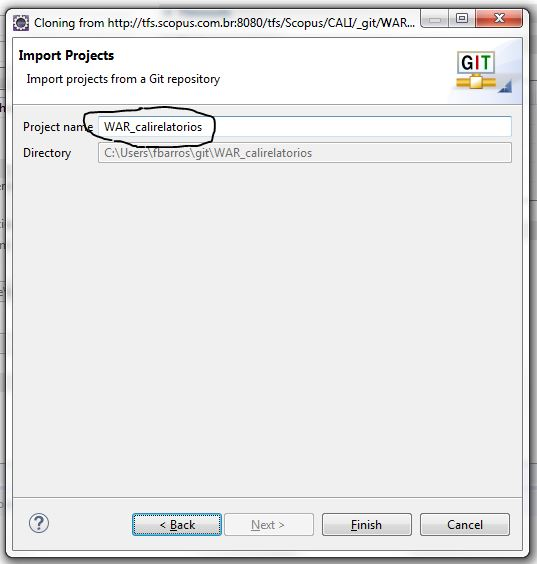 Cloning from http://tfs.scopus.com.br:8080/tfs/Scopus/CALI/_git/WAR...
Import Projects
Import projects from a Git repository
GIT
Project name WAR_calirelatorios
Directory C:\Users\fbarros\git\WAR_calirelatorios
? < Back Next > Finish Cancel